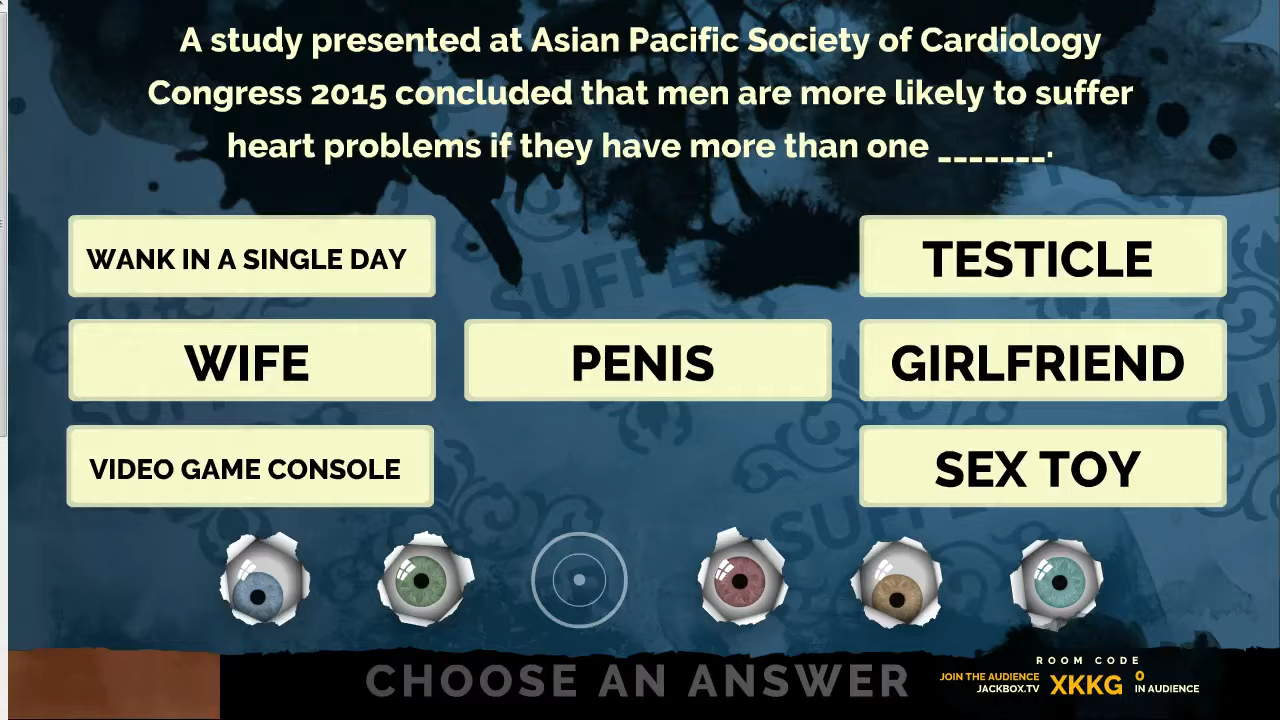 A study presented at Asian Pacific Society of Cardiology
Congress 2015 concluded that men are more likely to suffer
heart problems if they have more than one _______.
WANK IN A SINGLE DAY
TESTICLE
WIFE
PENIS
GIRLFRIEND
VIDEO GAME CONSOLE
SEX TOY
CHOOSE AN ANSWER
ROOM CODE
JOIN THE AUDIENCE
JACKBOX.TV
XKKG
0
IN AUDIENCE